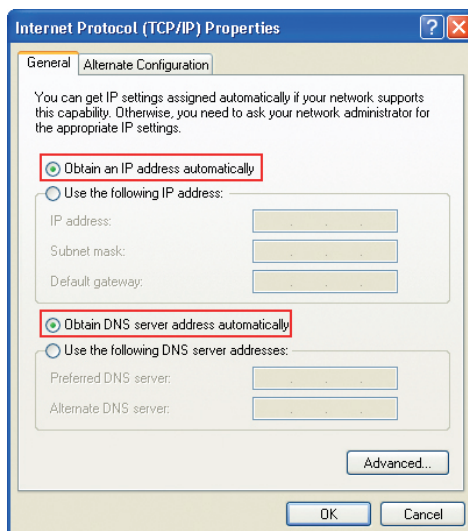 Internet Protocol (TCP/IP) Properties
General
Alternate Configuration
You can get IP settings assigned automatically if your network supports
this capability. Otherwise, you need to ask your network administrator for
the appropriate IP settings.
Obtain an IP address automatically
Use the following IP address:
IP address:
Subnet mask:
Default gateway:
Obtain DNS server address automatically
Use the following DNS server addresses:
Preferred DNS server:
Alternate DNS server:
Advanced...
OK
Cancel